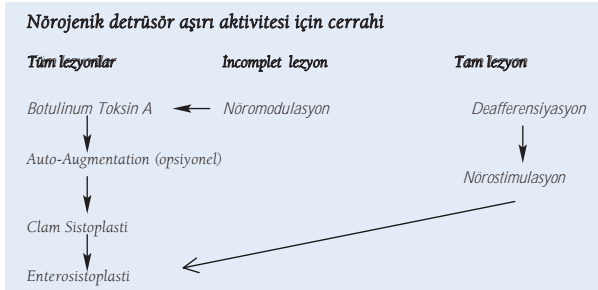 Nörojenik detrüsör aşırı aktivitesi için cerrahi
Tüm lezyonlar İncomplet lezyon Tam lezyon
Botulinum Toksin A Nöromodulasyon Deafferensiyasyon
Auto-Augmentation (opsiyonel)
Nörostimulasyon
Clam Sistoplasti
Enterosistoplasti